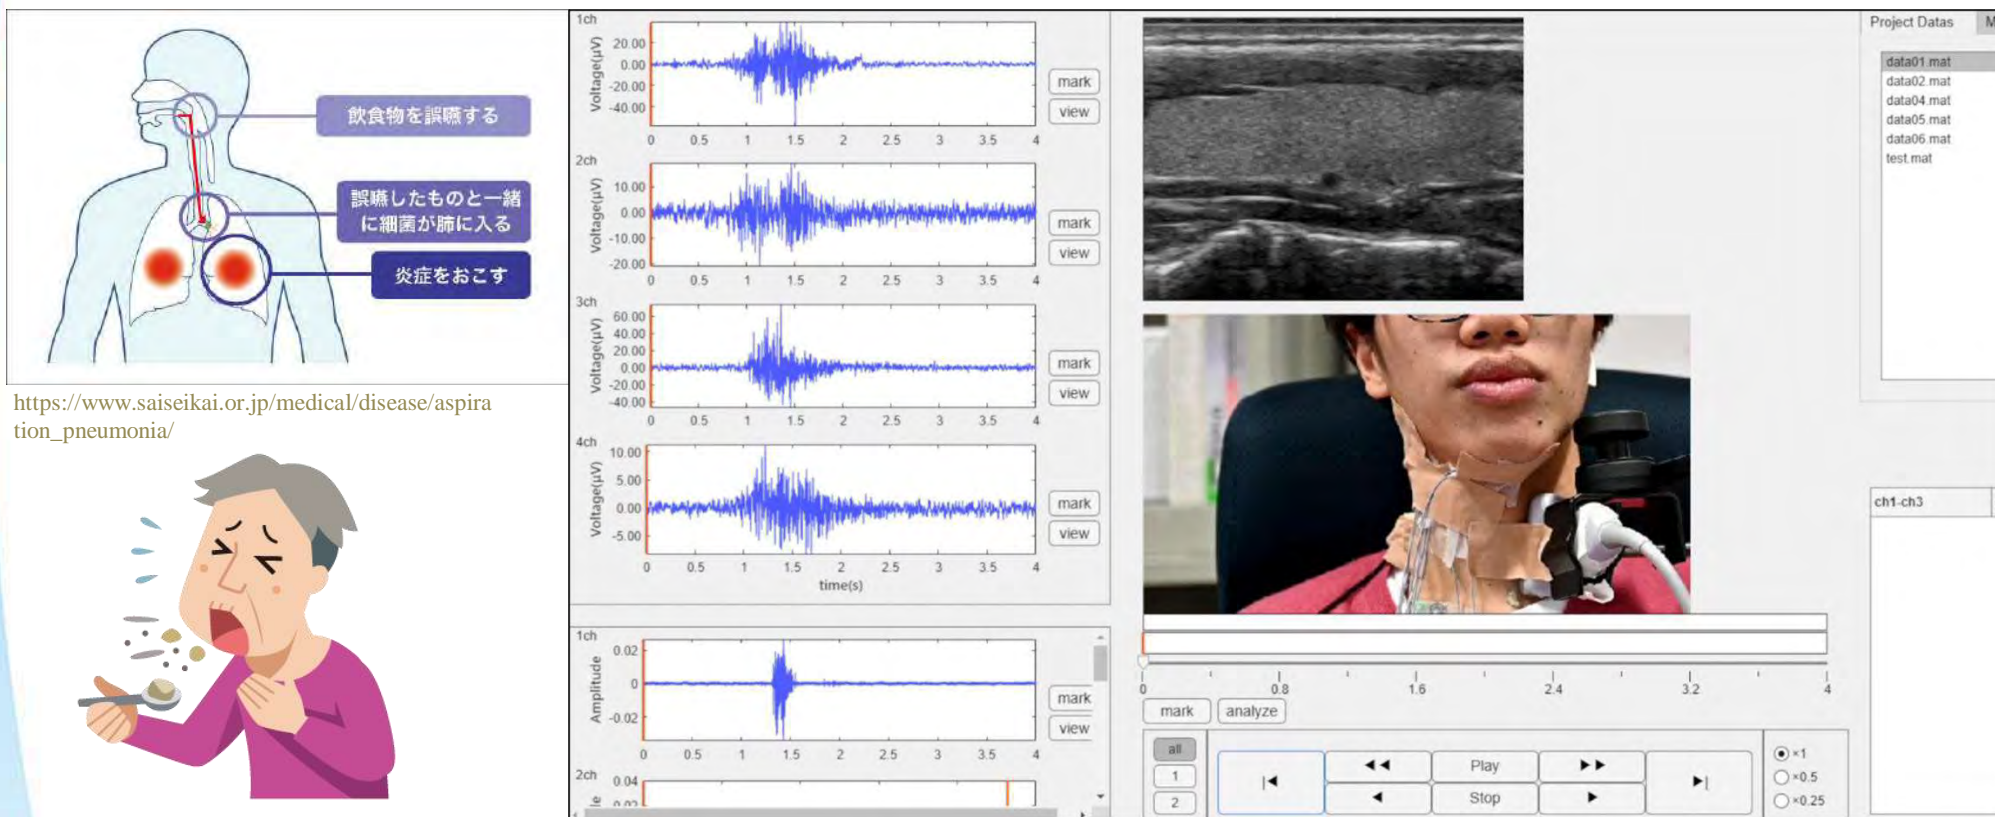 飲食物を誤嚥する
誤嚥したものと一緒
に細菌が肺に入る
炎症をおこす
https://www.saiseikai.or.jp/medical/disease/aspira
tion_pneumonia/
1ch
Voltage(μV)
20.00
0.00
-20.00
-40.00
0 0.5 1 1.5 2 2.5 3 3.5 4
mark
view
2ch
Voltage(μV)
10.00
0.00
-10.00
-20.00
0 0.5 1 1.5 2 2.5 3 3.5 4
mark
view
3ch
Voltage(μV)
60.00
40.00
20.00
0.00
-20.00
-40.00
0 0.5 1 1.5 2 2.5 3 3.5 4
mark
view
4ch
Voltage(μV)
10.00
5.00
0.00
-5.00
0 0.5 1 1.5 2 2.5 3 3.5 4
time(s)
mark
view
1ch
Amplitude
0.02
0
-0.02
0 0.5 1 1.5 2 2.5 3 3.5 4
mark
view
2ch
0.04
0.02
0 0.8 1.6 2.4 3.2 4
mark analyze
all
1
2
Play
Stop
×1
×0.5
×0.25
Project Datas
data01.mat
data02.mat
data04.mat
data05.mat
data06.mat
test.mat
ch1-ch3